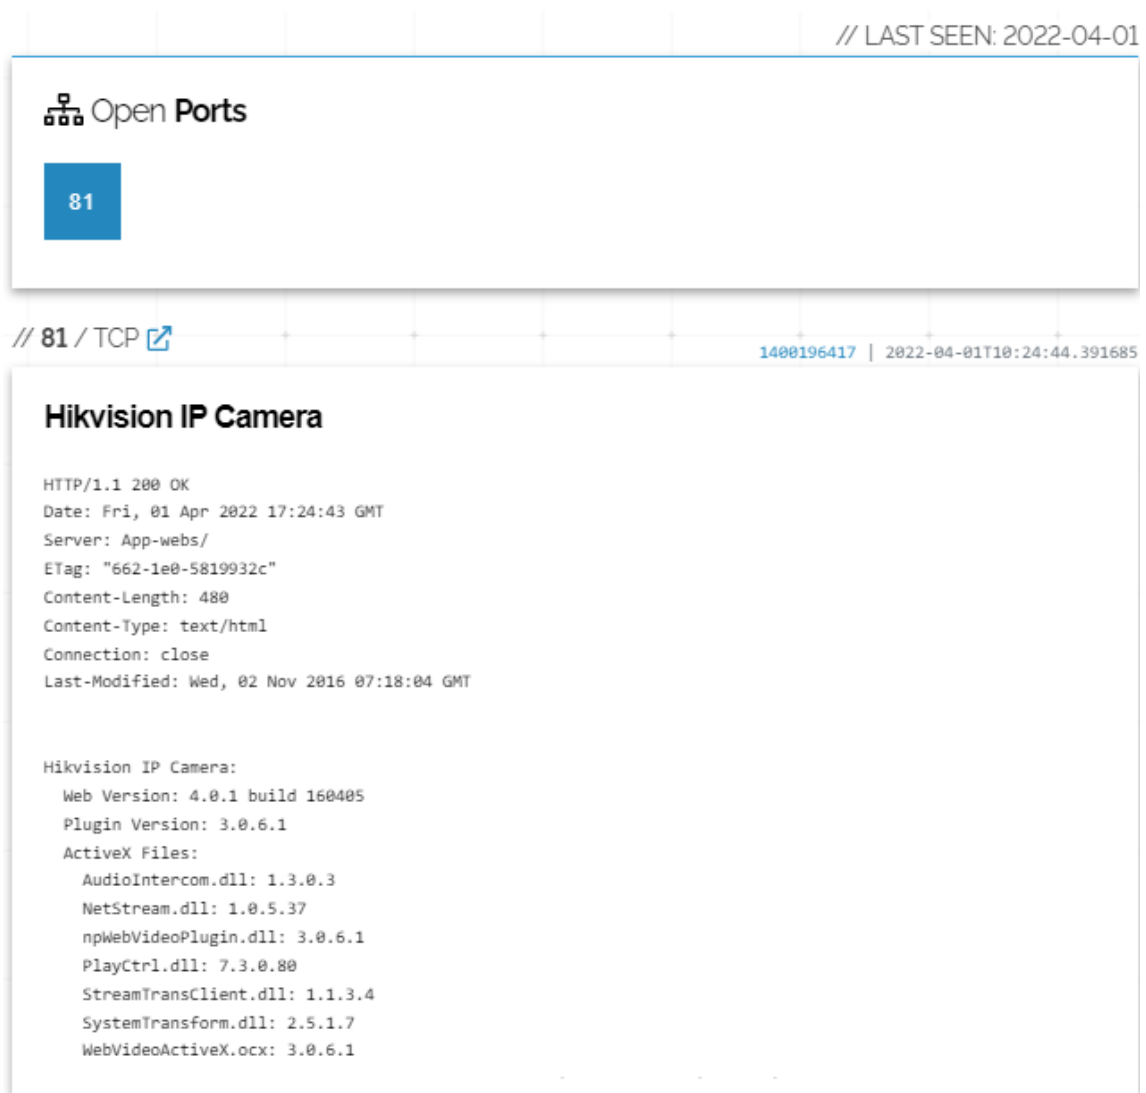 // LAST SEEN: 2022-04-01
Open Ports
81
// 81 / TCP
1400196417 | 2022-04-01T10:24:44.391685
Hikvision IP Camera
HTTP/1.1 200 OK
Date: Fri, 01 Apr 2022 17:24:43 GMT
Server: App-webs/
ETag: "662-1e0-5819932c"
Content-Length: 480
Content-Type: text/html
Connection: close
Last-Modified: Wed, 02 Nov 2016 07:18:04 GMT
Hikvision IP Camera:
Web Version: 4.0.1 build 160405
Plugin Version: 3.0.6.1
ActiveX Files:
AudioIntercom.dll: 1.3.0.3
NetStream.dll: 1.0.5.37
npWebVideoPlugin.dll: 3.0.6.1
PlayCtrl.dll: 7.3.0.80
StreamTransClient.dll: 1.1.3.4
SystemTransform.dll: 2.5.1.7
WebVideoActiveX.ocx: 3.0.6.1